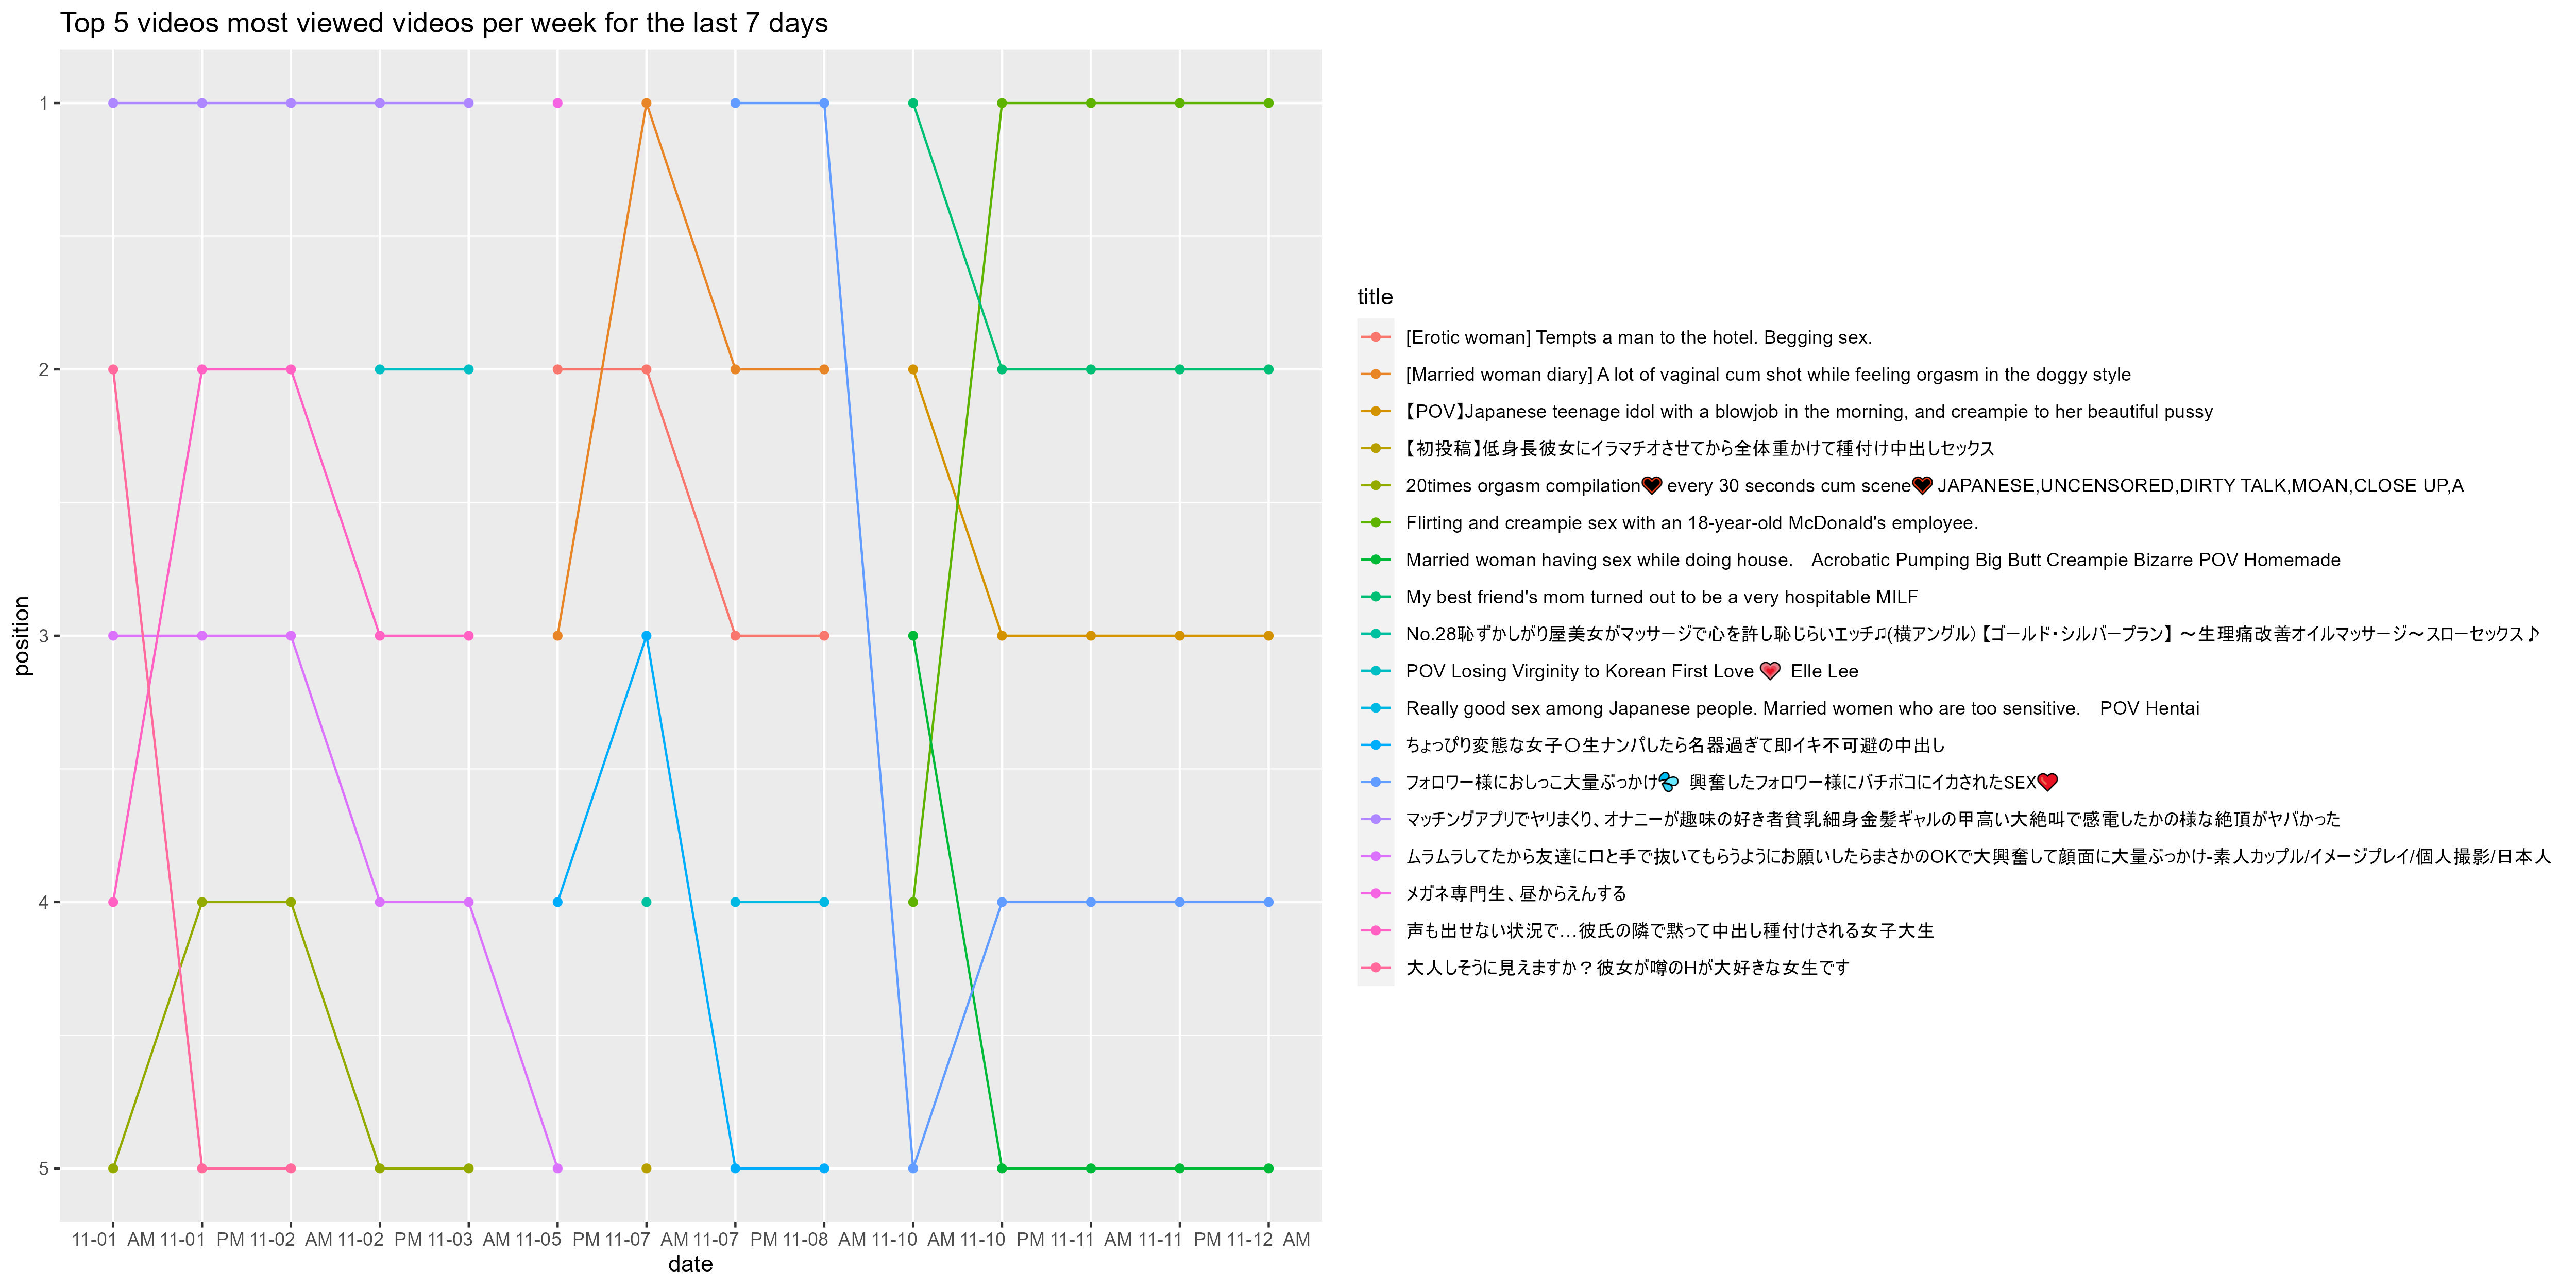 Top 5 videos most viewed videos per week for the last 7 days
1
2
3
4
5
position
11-01 AM 11-01 PM 11-02 AM 11-02 PM 11-03 AM 11-05 PM 11-07 AM 11-07 PM 11-08 AM 11-10 AM 11-10 PM 11-11 AM 11-11 PM 11-12 AM
date
title
[Erotic woman] Tempts a man to the hotel. Begging sex.
[Married woman diary] A lot of vaginal cum shot while feeling orgasm in the doggy style
【POV】Japanese teenage idol with a blowjob in the morning, and creampie to her beautiful pussy
【初投稿】低身長彼女にイラマチオさせてから全体重かけて種付け中出しセックス
20times orgasm compilation🖤 every 30 seconds cum scene🖤 JAPANESE,UNCENSORED,DIRTY TALK,MOAN,CLOSE UP,A
Flirting and creampie sex with an 18-year-old McDonald's employee.
Married woman having sex while doing house.　Acrobatic Pumping Big Butt Creampie Bizarre POV Homemade
My best friend's mom turned out to be a very hospitable MILF
No.28恥ずかしがり屋美女がマッサージで心を許し恥じらいエッチ♫(横アングル)【ゴールド・シルバープラン】～生理痛改善オイルマッサージ～スローセックス♪
POV Losing Virginity to Korean First Love 💗 Elle Lee
Really good sex among Japanese people. Married women who are too sensitive.　POV Hentai
ちょっぴり変態な女子〇生ナンパしたら名器過ぎて即イキ不可避の中出し
フォロワー様におしっこ大量ぶっかけ💦 興奮したフォロワー様にバチボコにイカされたSEX❤️
マッチングアプリでヤリまくり、オナニーが趣味の好き者貧乳細身金髪ギャルの甲高い大絶叫で感電したかの様な絶頂がヤバかった
ムラムラしてたから友達に口と手で抜いてもらうようにお願いしたらまさかのOKで大興奮して顔面に大量ぶっかけ-素人カップル/イメージプレイ/個人撮影/日本人
メガネ専門生、昼からえんする
声も出せない状況で…彼氏の隣で黙って中出し種付けされる女子大生
大人しそうに見えますか？彼女が噂のHが大好きな女生です